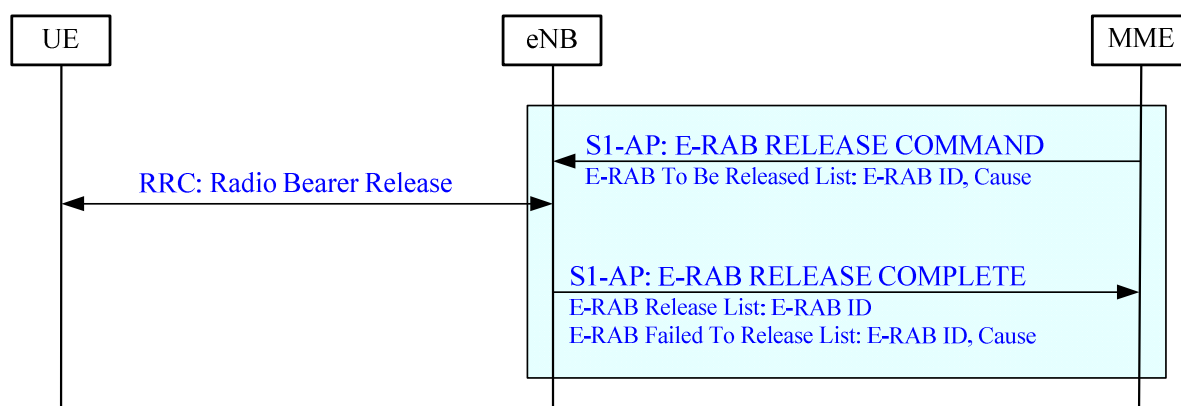 UE
eNB
MME
S1-AP: E-RAB RELEASE COMMAND
E-RAB To Be Released List: E-RAB ID, Cause
RRC: Radio Bearer Release
S1-AP: E-RAB RELEASE COMPLETE
E-RAB Release List: E-RAB ID
E-RAB Failed To Release List: E-RAB ID, Cause